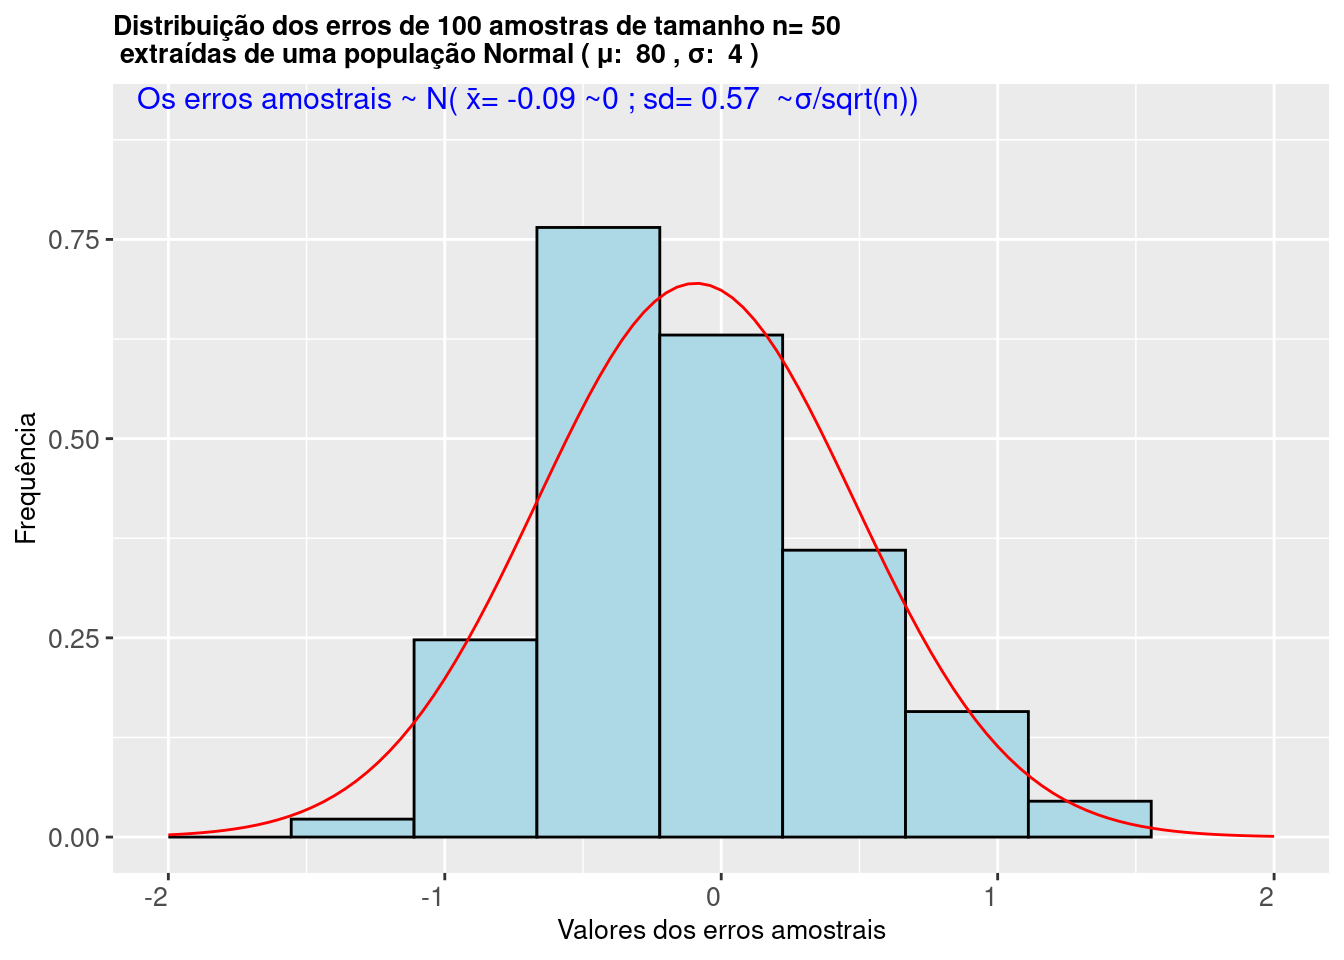 Distribuição dos erros de 100 amostras de tamanho n= 50
extraídas de uma população Normal ( μ:  80 , σ:  4 )
Os erros amostrais ~ N( x̄= -0.09 ~0 ; sd= 0.57  ~σ/sqrt(n))
Frequência
0.75
0.50
0.25
0.00
-2
-1
0
1
2
Valores dos erros amostrais